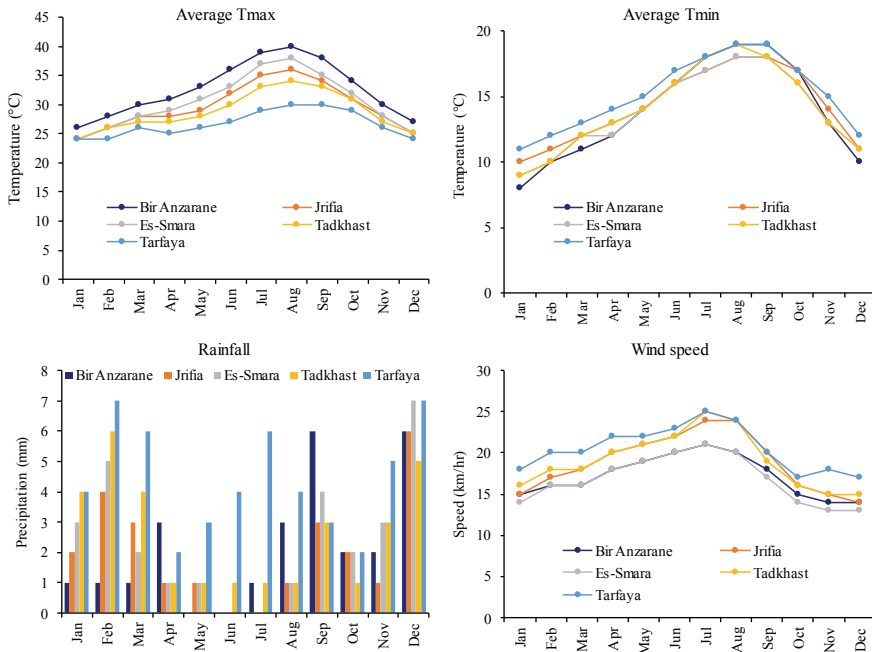 Average Tmax
45
40
35
30
25
20
15
10
5
0
Temperature (°C)
Bir Anzarane
Jrifia
Es-Smara
Tadkhast
Tarfaya
Jan Feb Mar Apr May Jun Jul Aug Sep Oct Nov Dec
Average Tmin
20
15
10
5
0
Temperature (°C)
Bir Anzarane
Jrifia
Es-Smara
Tadkhast
Tarfaya
Jan Feb Mar Apr May Jun Jul Aug Sep Oct Nov Dec
Rainfall
8
7
6
5
4
3
2
1
0
Precipitation (mm)
Bir Anzarane Jrifia Es-Smara Tadkhast Tarfaya
Jan Feb Mar Apr May Jun Jul Aug Sep Oct Nov Dec
Wind speed
30
25
20
15
10
5
0
Speed (km/hr)
Bir Anzarane
Jrifia
Es-Smara
Tadkhast
Tarfaya
Jan Feb Mar Apr May Jun Jul Aug Sep Oct Nov Dec